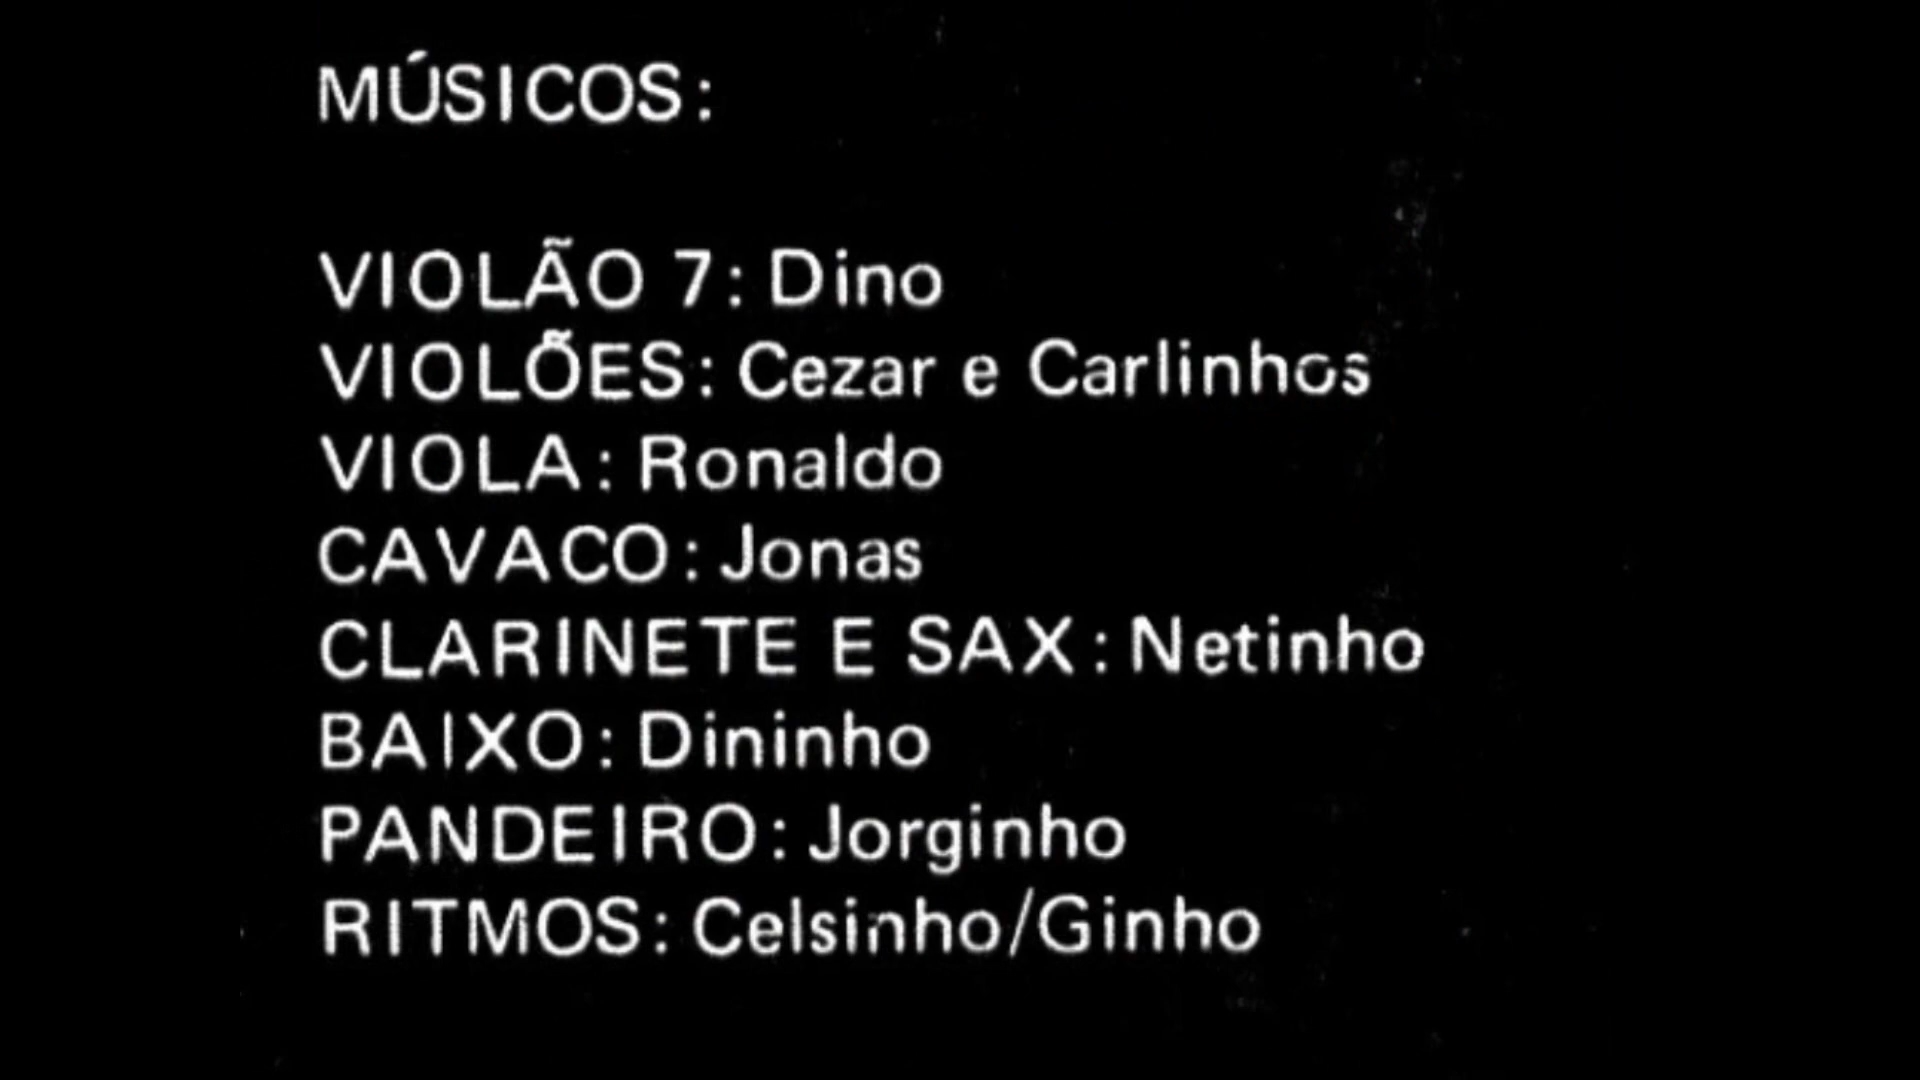 MÚSICOS:
VIOLÃO 7: Dino
VIOLÕES: Cezar e Carlinhos
VIOLA: Ronaldo
CAVACO: Jonas
CLARINETE E SAX: Netinho
BAIXO: Dininho
PANDEIRO: Jorginho
RITMOS: Celsinho/Ginho